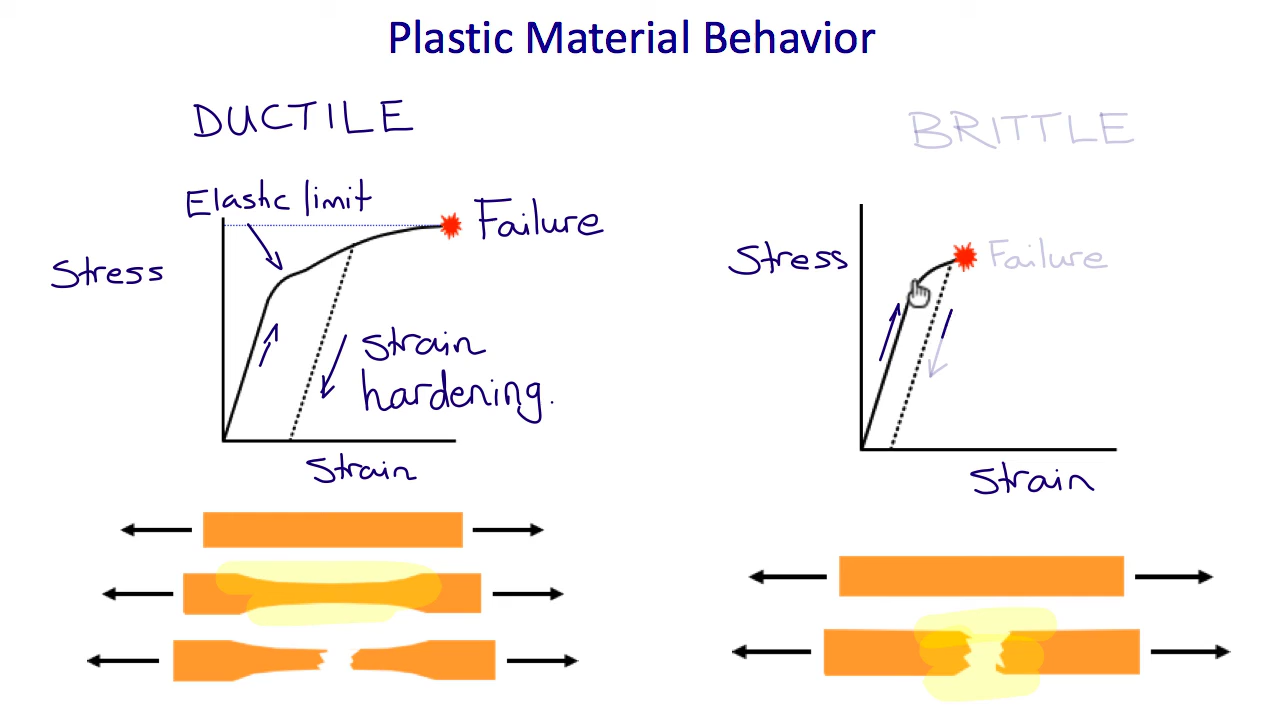 Plastic Material Behavior
DUCTILE
Elastic limit
Failure
Stress
strain
hardening.
Strain
BRITTLE
Stress
Failure
Strain